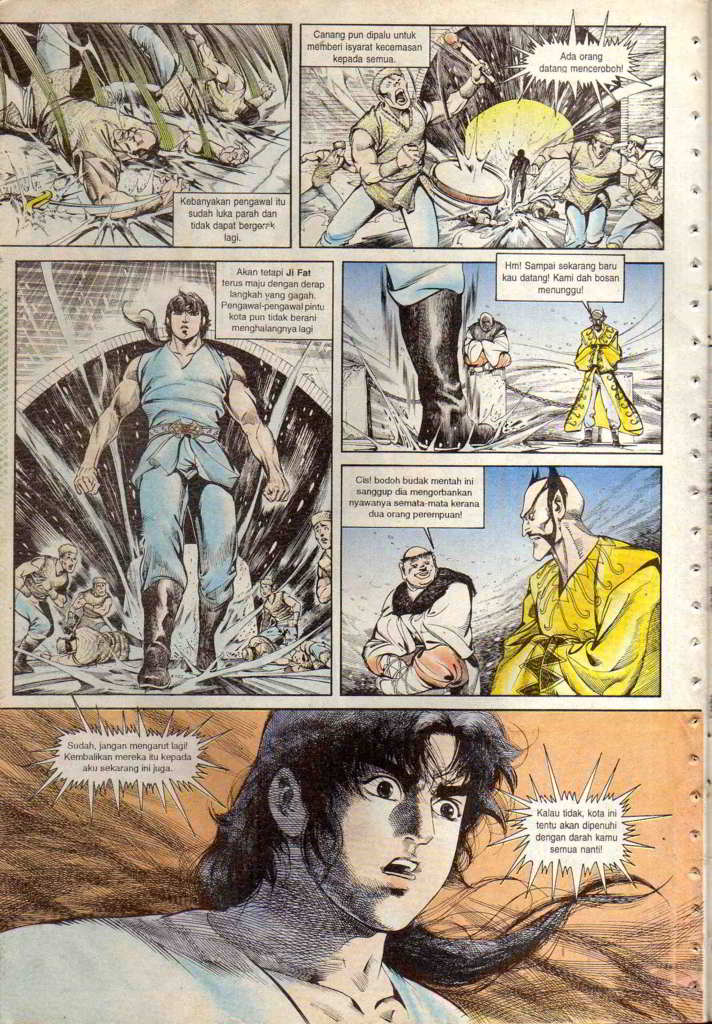 Kebanyakan pengawal itu
sudah luka parah dan
tidak dapat bergerak
lagi.
Canang pun dipalu untuk
memberi isyarat kecemasan
kepada semua.
Ada orang
datang menceroboh!
Akan tetapi Ji Fat
terus maju dengan derap
langkah yang gagah.
Pengawal-pengawal pintu
kota pun tidak berani
menghalangnya lagi
Hm! Sampai sekarang baru
kau datang! Kami dah bosan
menunggu!
Cis! bodoh budak mentah ini
sanggup dia mengorbankan
nyawanya semata-mata kerana
dua orang perempuan!
Sudah, jangan mengarut lagi!
Kembalikan mereka itu kepada
aku sekarang ini juga.
Kalau tidak, kota ini
tentu akan dipenuhi
dengan darah kamu
semua nanti!